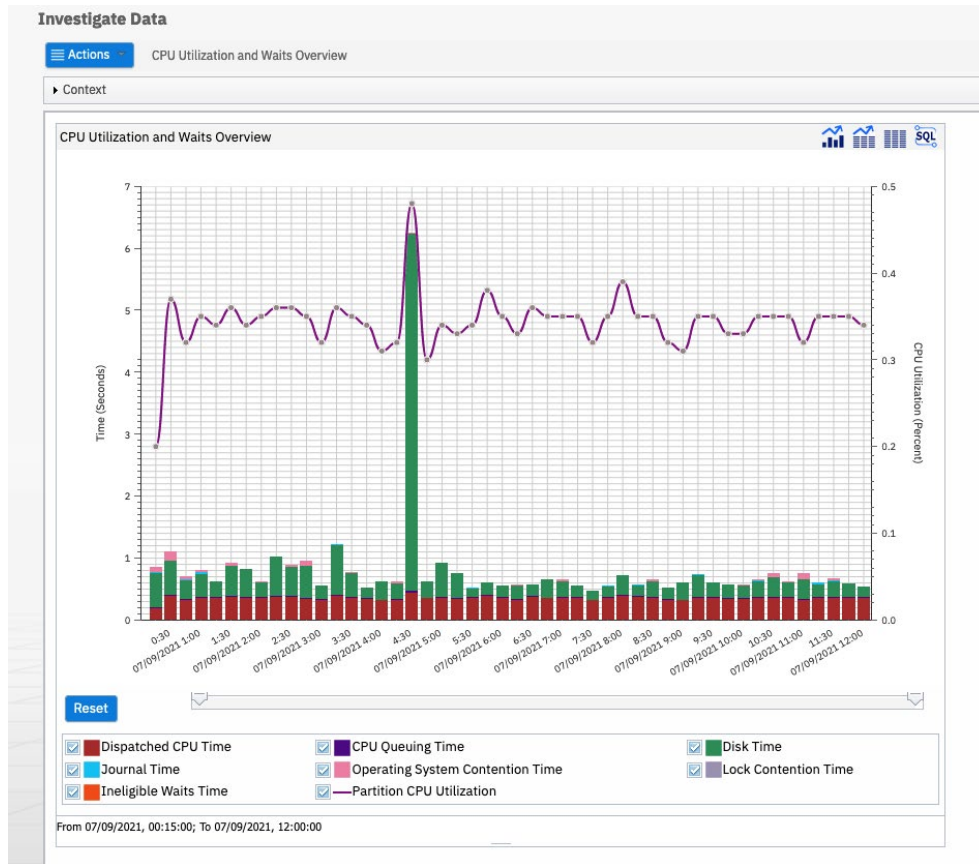 Investigate Data
Actions
CPU Utilization and Waits Overview
Context
CPU Utilization and Waits Overview
SQL
7
6
5
4
3
2
1
0
Time (Seconds)
0.5
0.4
0.3
0.2
0.1
0.0
CPU Utilization (Percent)
0:30
07/09/2021 1:00
1:30
07/09/2021 2:00
2:30
07/09/2021 3:00
3:30
07/09/2021 4:00
4:30
07/09/2021 5:00
5:30
07/09/2021 6:00
6:30
07/09/2021 7:00
7:30
07/09/2021 8:00
8:30
07/09/2021 9:00
9:30
07/09/2021 10:00
10:30
07/09/2021 11:00
11:30
07/09/2021 12:00
Reset
Dispatched CPU Time
CPU Queuing Time
Disk Time
Journal Time
Operating System Contention Time
Lock Contention Time
Ineligible Waits Time
Partition CPU Utilization
From 07/09/2021, 00:15:00; To 07/09/2021, 12:00:00